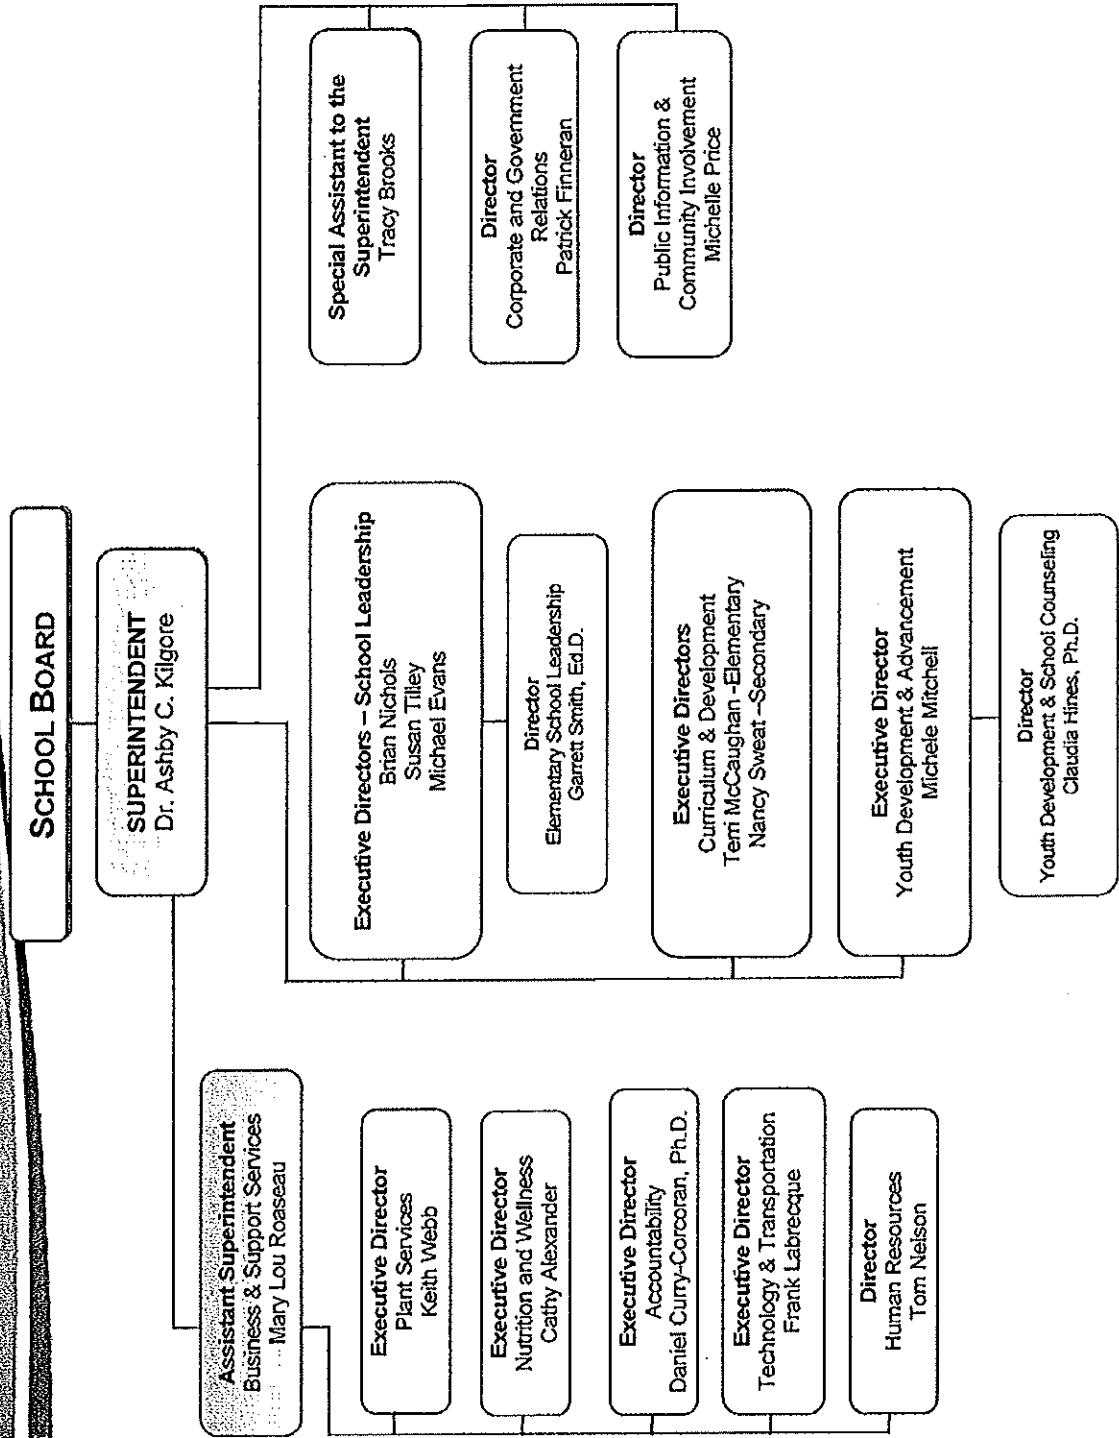 SCHOOL BOARD
SUPERINTENDENT
Dr. Ashby C. Kilgore
Assistant Superintendent
Business & Support Services
Mary Lou Roaseau
Executive Director
Plant Services
Keith Webb
Executive Director
Nutrition and Wellness
Cathy Alexander
Executive Director
Accountability
Daniel Curry-Corcoran, Ph.D.
Executive Director
Technology & Transportation
Frank Labrecque
Director
Human Resources
Tom Nelson
Executive Directors – School Leadership
Brian Nichols
Susan Tilley
Michael Evans
Director
Elementary School Leadership
Garrett Smith, Ed.D.
Executive Directors
Curriculum & Development
Terri McCaughan -Elementary
Nancy Sweat –Secondary
Executive Director
Youth Development & Advancement
Michele Mitchell
Director
Youth Development & School Counseling
Claudia Hines, Ph.D.
Special Assistant to the
Superintendent
Tracy Brooks
Director
Corporate and Government
Relations
Patrick Finneran
Director
Public Information &
Community Involvement
Michelle Price